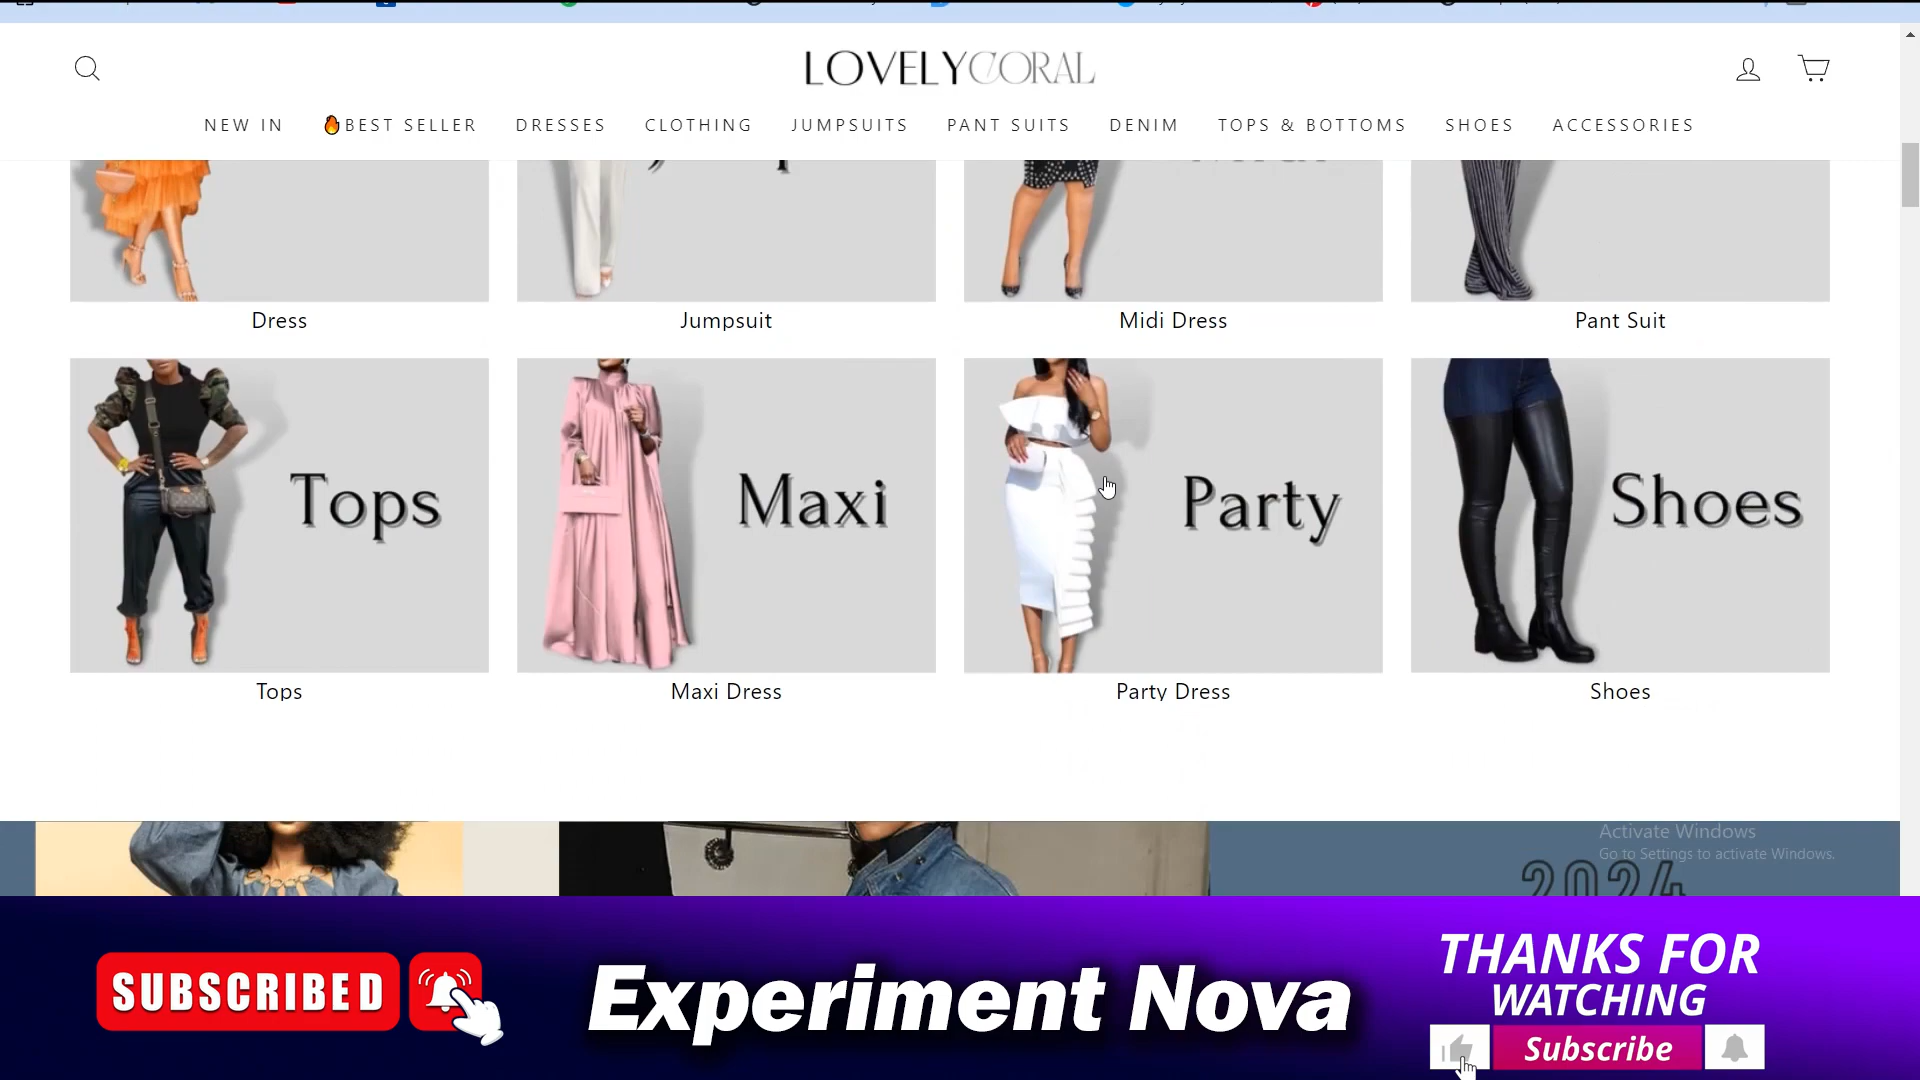 LOVELYCORAL
NEW IN
BEST SELLER
DRESSES
CLOTHING
JUMPSUITS
PANT SUITS
DENIM
TOPS & BOTTOMS
SHOES
ACCESSORIES
Dress
Jumpsuit
Midi Dress
Pant Suit
Tops
Maxi
Party
Shoes
Tops
Maxi Dress
Party Dress
Shoes
Activate Windows
Go to Settings to activate Windows.
2024
SUBSCRIBED
Experiment Nova
THANKS FOR
WATCHING
Subscribe